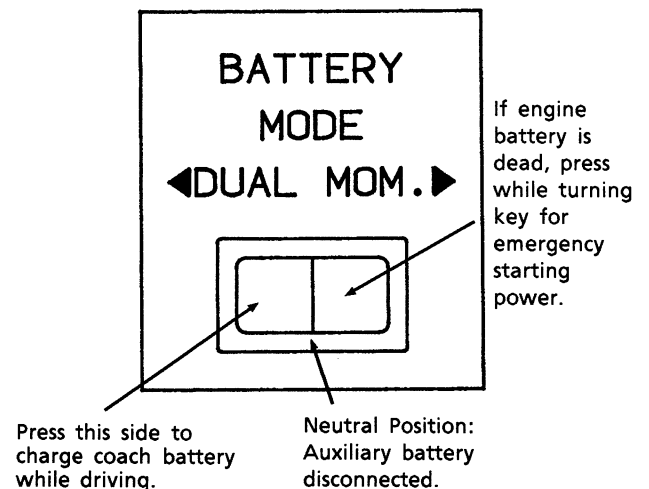 BATTERY
MODE
◀DUAL MOM.▶
If engine
battery is
dead, press
while turning
key for
emergency
starting
power.
Press this side to
charge coach battery
while driving.
Neutral Position:
Auxiliary battery
disconnected.